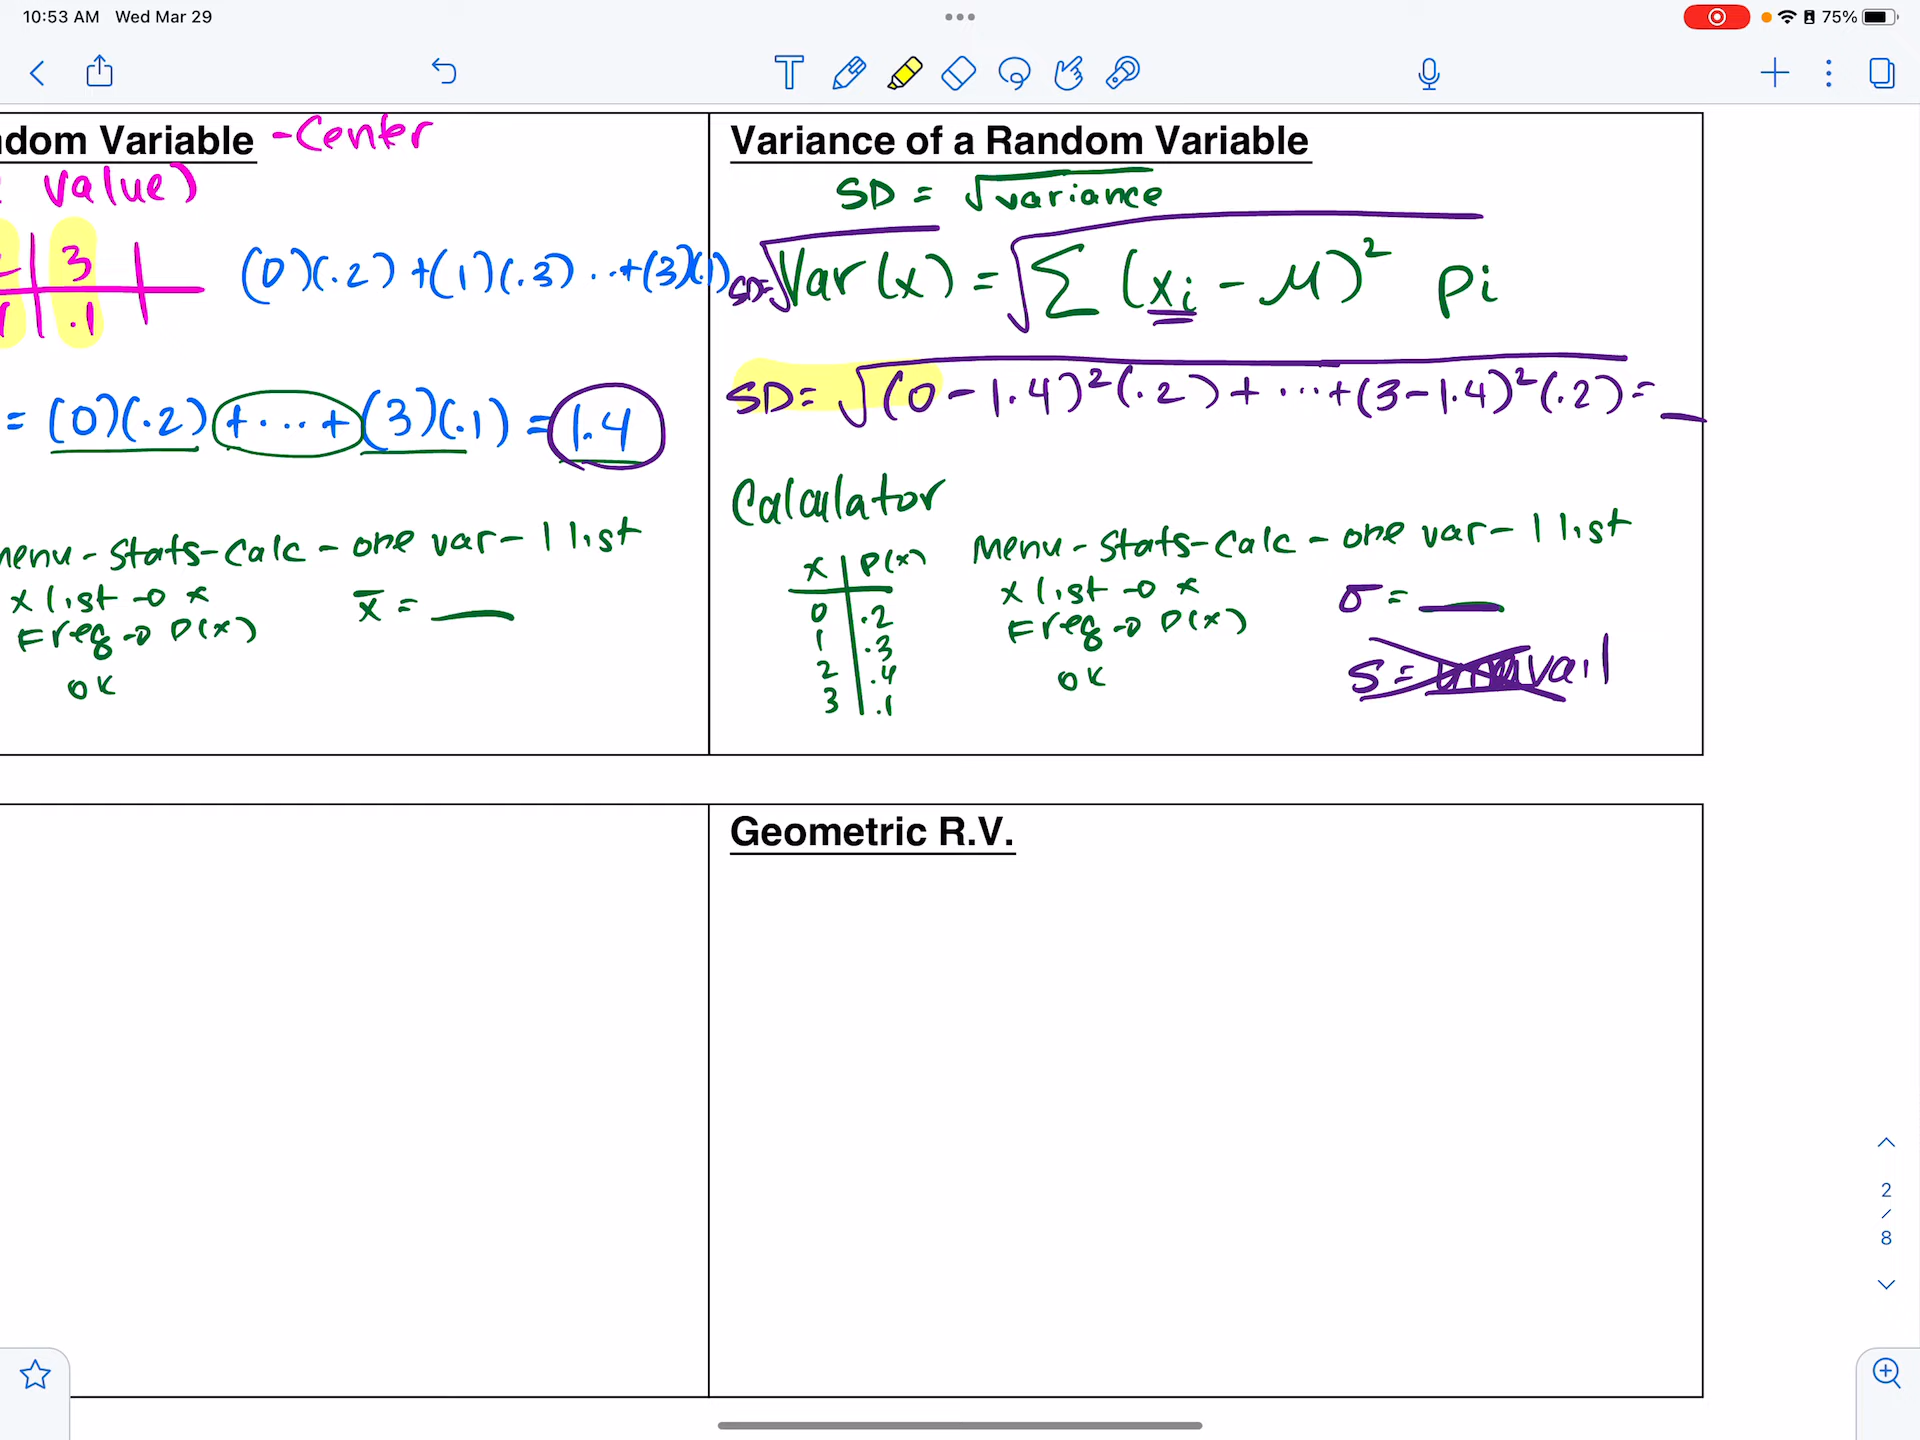 10:53 AM Wed Mar 29
75%
dom Variable -Center
value)
3
.1
(0)(.2) +(1)(.3) ...+(3)(.1)
= (0)(.2) + ... + (3)(.1) = 1.4
menu - Stats-Calc - one var - 1 list
x list → x
Freq → P(x)
OK
x̄ = ___
Variance of a Random Variable
SD = √variance
SD=√Var(x) = √Σ (xi - μ)² pi
SD= √(0-1.4)²(.2) + ... +(3-1.4)²(.2) = __
Calculator
x P(x)
0 .2
1 .3
2 .4
3 .1
Menu - Stats-Calc - one var - 1 list
x list → x
Freq → P(x)
OK
σ = ___
Geometric R.V.
2
/
8